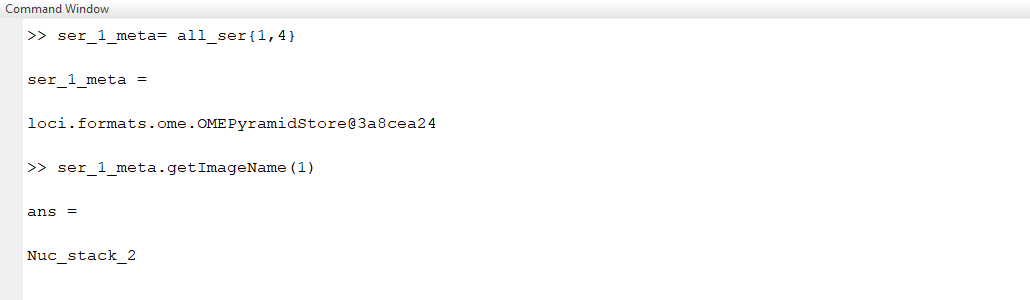 Command Window
>> ser_1_meta= all_ser{1,4}
ser_1_meta =
loci.formats.ome.OMEPyramidStore@3a8cea24
>> ser_1_meta.getImageName(1)
ans =
Nuc_stack_2